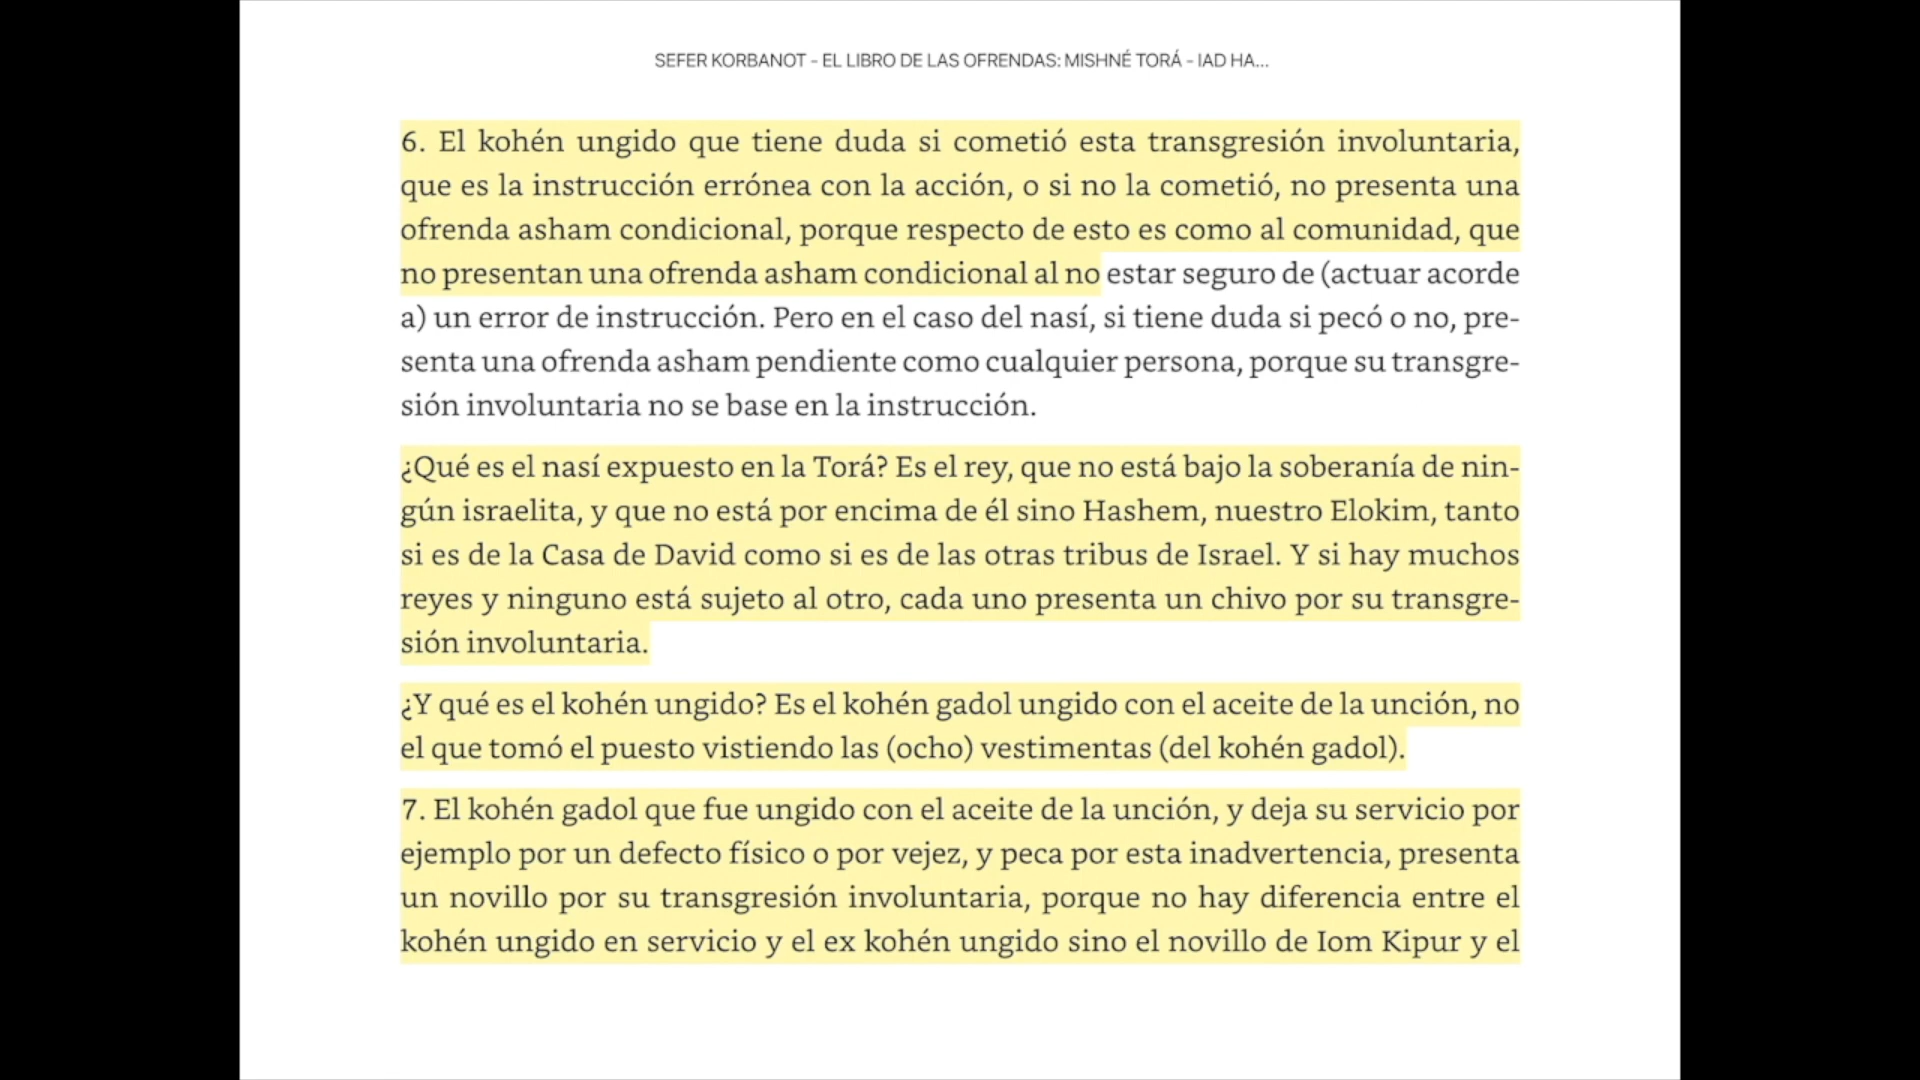 SEFER KORBANOT - EL LIBRO DE LAS OFRENDAS: MISHNÉ TORÁ - IAD HA...
6. El kohén ungido que tiene duda si cometió esta transgresión involuntaria,
que es la instrucción errónea con la acción, o si no la cometió, no presenta una
ofrenda asham condicional, porque respecto de esto es como al comunidad, que
no presentan una ofrenda asham condicional al no estar seguro de (actuar acorde
a) un error de instrucción. Pero en el caso del nasí, si tiene duda si pecó o no, pre-
senta una ofrenda asham pendiente como cualquier persona, porque su transgre-
sión involuntaria no se base en la instrucción.
¿Qué es el nasí expuesto en la Torá? Es el rey, que no está bajo la soberanía de nin-
gún israelita, y que no está por encima de él sino Hashem, nuestro Elokim, tanto
si es de la Casa de David como si es de las otras tribus de Israel. Y si hay muchos
reyes y ninguno está sujeto al otro, cada uno presenta un chivo por su transgre-
sión involuntaria.
¿Y qué es el kohén ungido? Es el kohén gadol ungido con el aceite de la unción, no
el que tomó el puesto vistiendo las (ocho) vestimentas (del kohén gadol).
7. El kohén gadol que fue ungido con el aceite de la unción, y deja su servicio por
ejemplo por un defecto físico o por vejez, y peca por esta inadvertencia, presenta
un novillo por su transgresión involuntaria, porque no hay diferencia entre el
kohén ungido en servicio y el ex kohén ungido sino el novillo de Iom Kipur y el